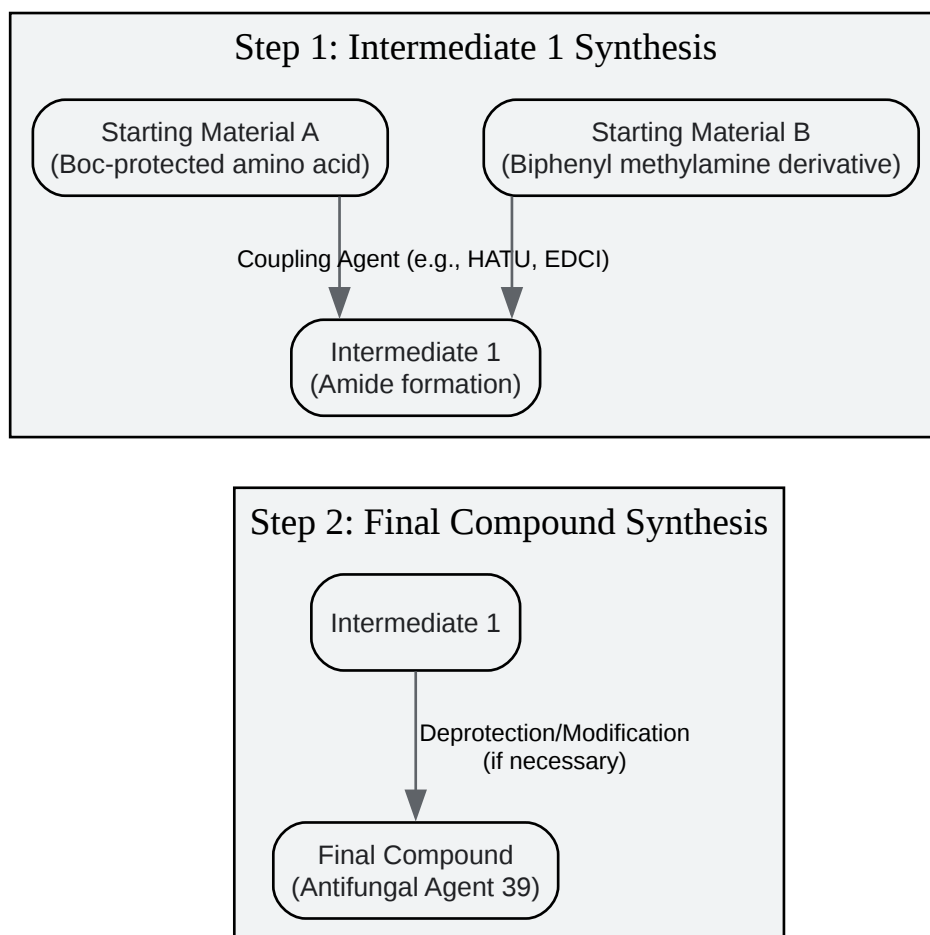 Step 1: Intermediate 1 Synthesis
Starting Material A
(Boc-protected amino acid)
Starting Material B
(Biphenyl methylamine derivative)
Coupling Agent (e.g., HATU, EDCI)
Intermediate 1
(Amide formation)
Step 2: Final Compound Synthesis
Intermediate 1
Deprotection/Modification
(if necessary)
Final Compound
(Antifungal Agent 39)